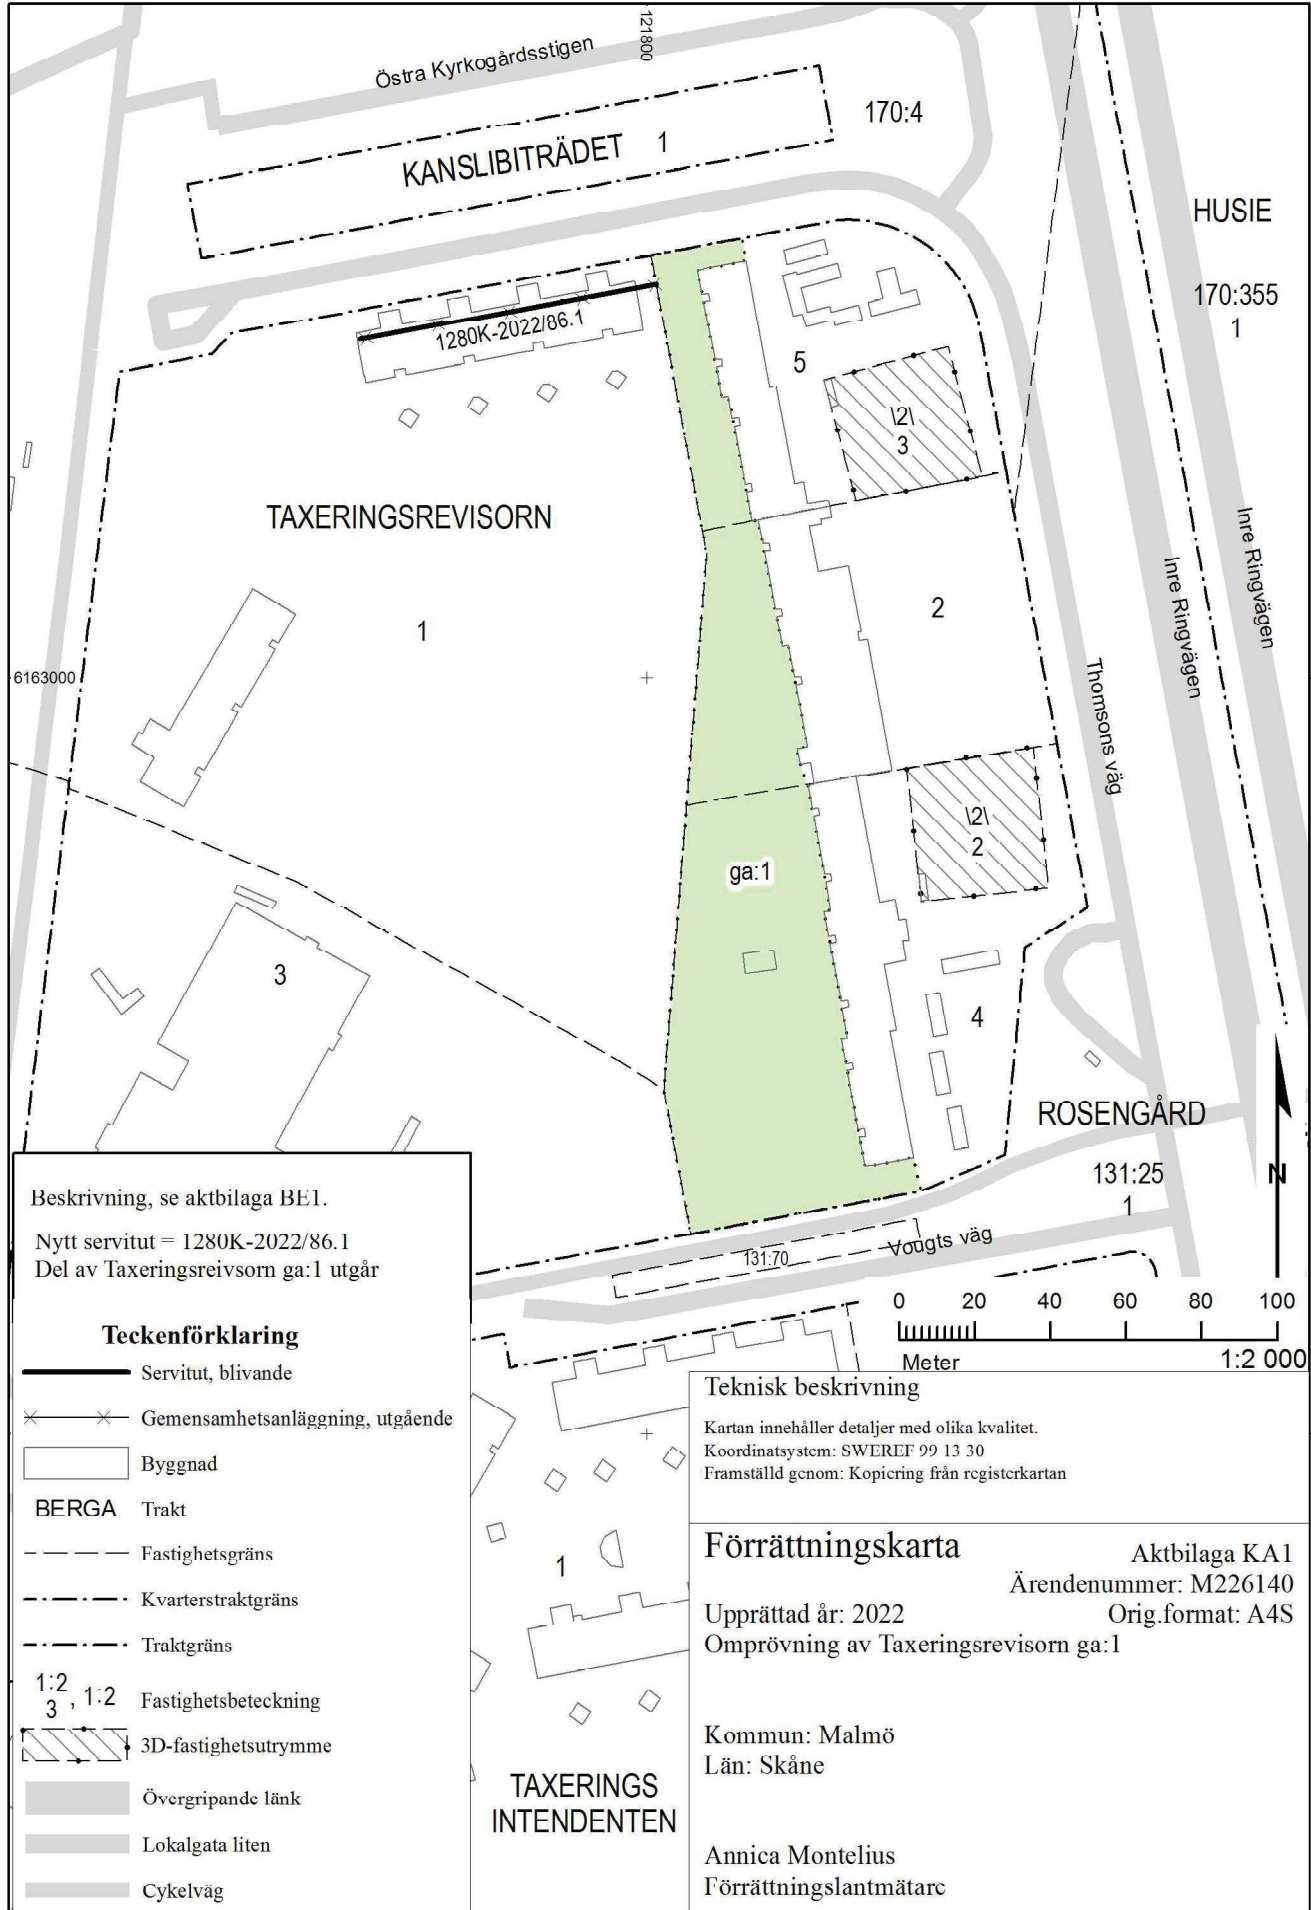 121800
Östra Kyrkogårdsstigen
170:4
KANSLIBITRÄDET 1
HUSIE
170:355
1
1280K-2022/86.1
5
\2\
3
TAXERINGSREVISORN
Inre Ringvägen
Inre Ringvägen
1
2
6163000
Thomsons väg
\2\
2
ga:1
3
4
ROSENGÅRD
131:25
1
N
Vougts väg
131:70
Beskrivning, se aktbilaga BE1.
Nytt servitut = 1280K-2022/86.1
Del av Taxeringsreivsorn ga:1 utgår
Teckenförklaring
Servitut, blivande
Gemensamhetsanläggning, utgående
Byggnad
BERGA Trakt
Fastighetsgräns
Kvarterstraktgräns
Traktgräns
1:2
3 , 1:2 Fastighetsbeteckning
3D-fastighetsutrymme
Övergripande länk
Lokalgata liten
Cykelväg
0 20 40 60 80 100
Meter 1:2 000
1
TAXERINGS
INTENDENTEN
Teknisk beskrivning
Kartan innehåller detaljer med olika kvalitet.
Koordinatsystem: SWEREF 99 13 30
Framställd genom: Kopiering från registerkartan
Förrättningskarta
Aktbilaga KA1
Ärendenummer: M226140
Upprättad år: 2022 Orig.format: A4S
Omprövning av Taxeringsrevisorn ga:1
Kommun: Malmö
Län: Skåne
Annica Montelius
Förrättningslantmätare